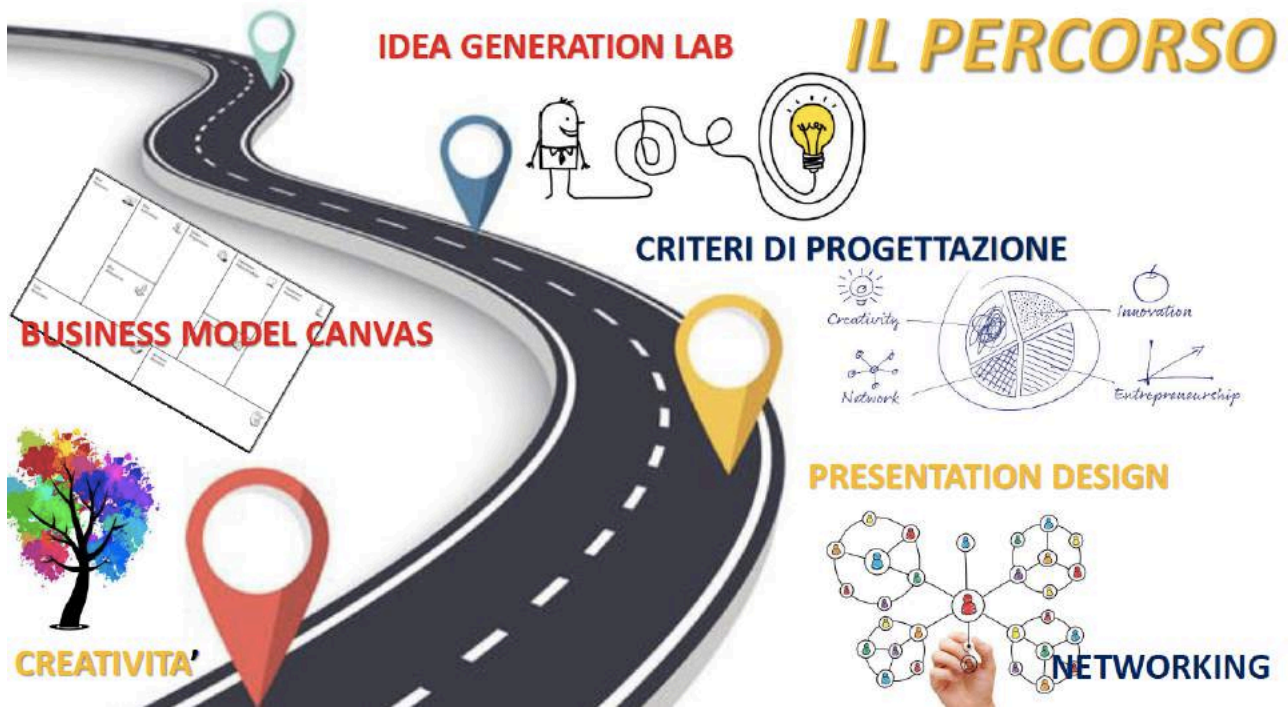 IL PERCORSO
IDEA GENERATION LAB
CRITERI DI PROGETTAZIONE
Creativity
Innovation
Network
Entrepreneurship
BUSINESS MODEL CANVAS
PRESENTATION DESIGN
CREATIVITA'
NETWORKING